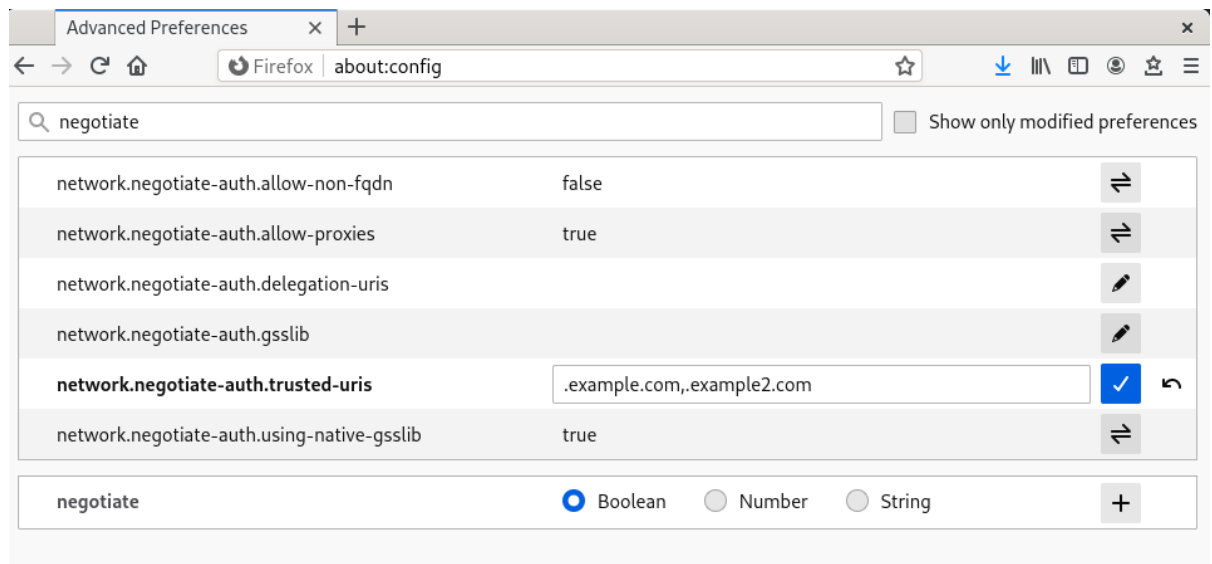 Advanced Preferences
Firefox about:config
negotiate Show only modified preferences
network.negotiate-auth.allow-non-fqdn false
network.negotiate-auth.allow-proxies true
network.negotiate-auth.delegation-uris
network.negotiate-auth.gsslib
network.negotiate-auth.trusted-uris .example.com,.example2.com
network.negotiate-auth.using-native-gsslib true
negotiate Boolean Number String